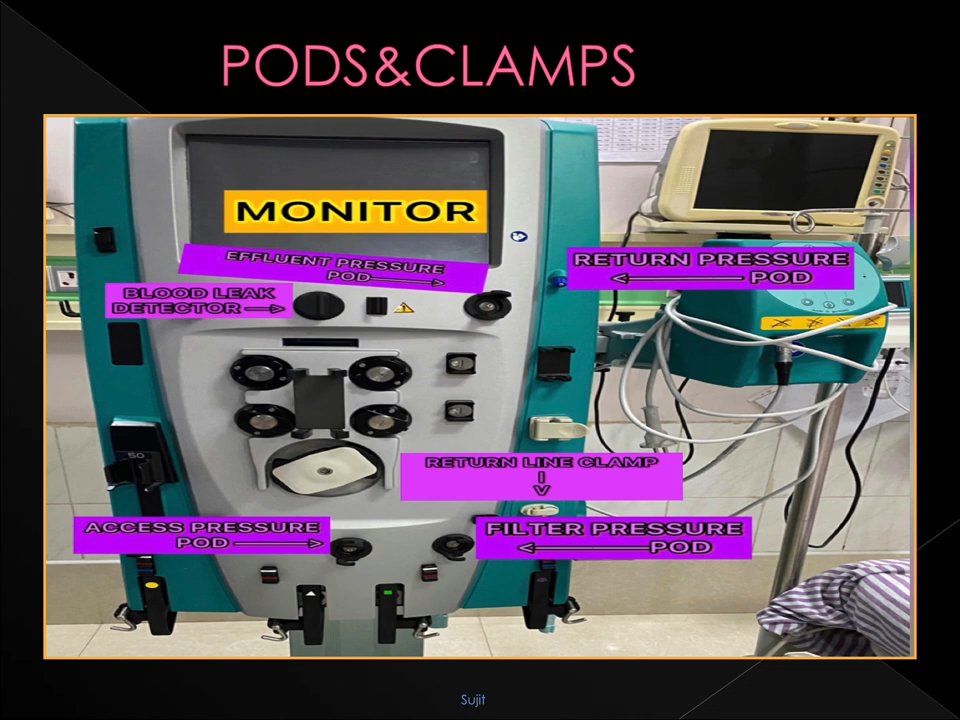 PODS&CLAMPS
MONITOR
EFFLUENT PRESSURE
POD
BLOOD LEAK
DETECTOR
RETURN PRESSURE
POD
50
RETURN LINE CLAMP
ACCESS PRESSURE
POD
FILTER PRESSURE
POD
Sujit